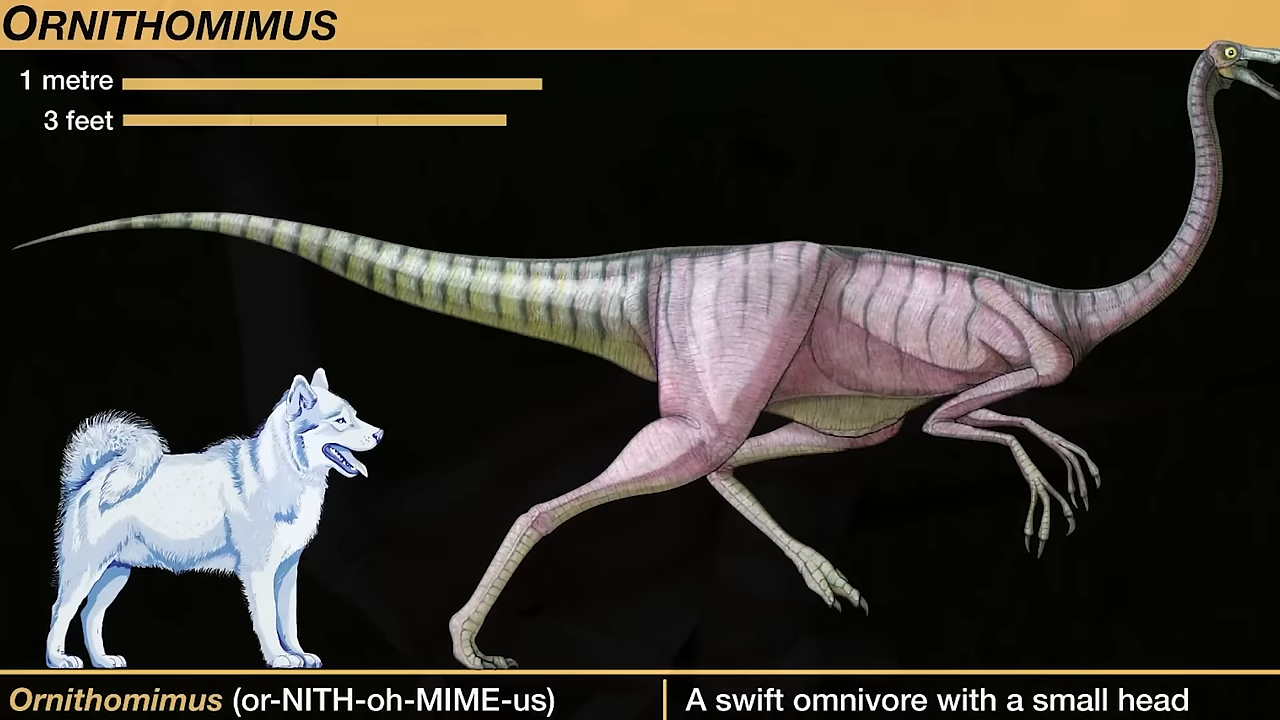 ORNITHOMIMUS
1 metre
3 feet
Ornithomimus (or-NITH-oh-MIME-us)
A swift omnivore with a small head